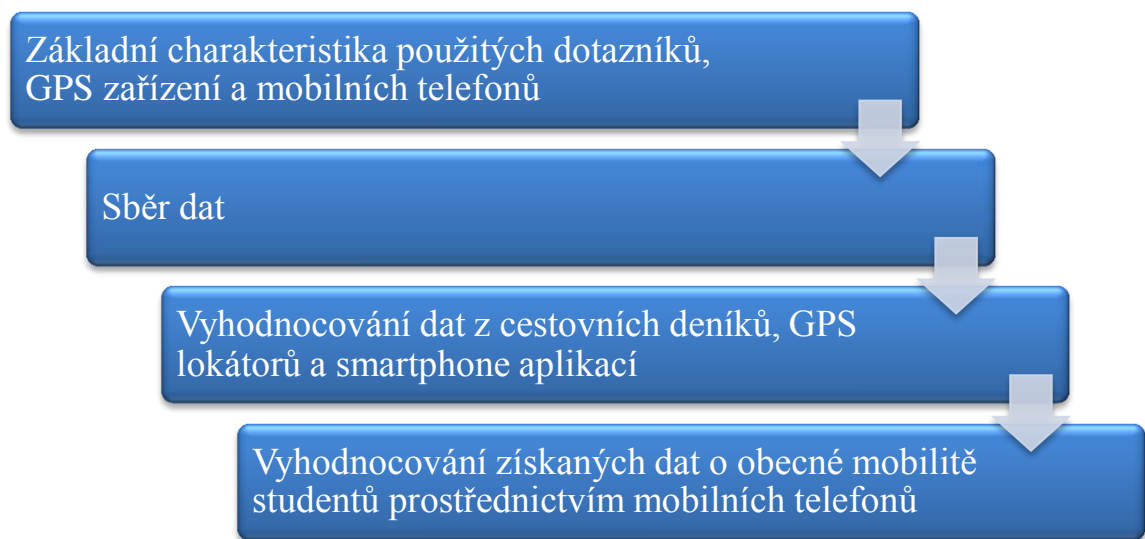 Základní charakteristika použitých dotazníků,
GPS zařízení a mobilních telefonů
Sběr dat
Vyhodnocování dat z cestovních deníků, GPS
lokátorů a smartphone aplikací
Vyhodnocování získaných dat o obecné mobilitě
studentů prostřednictvím mobilních telefonů